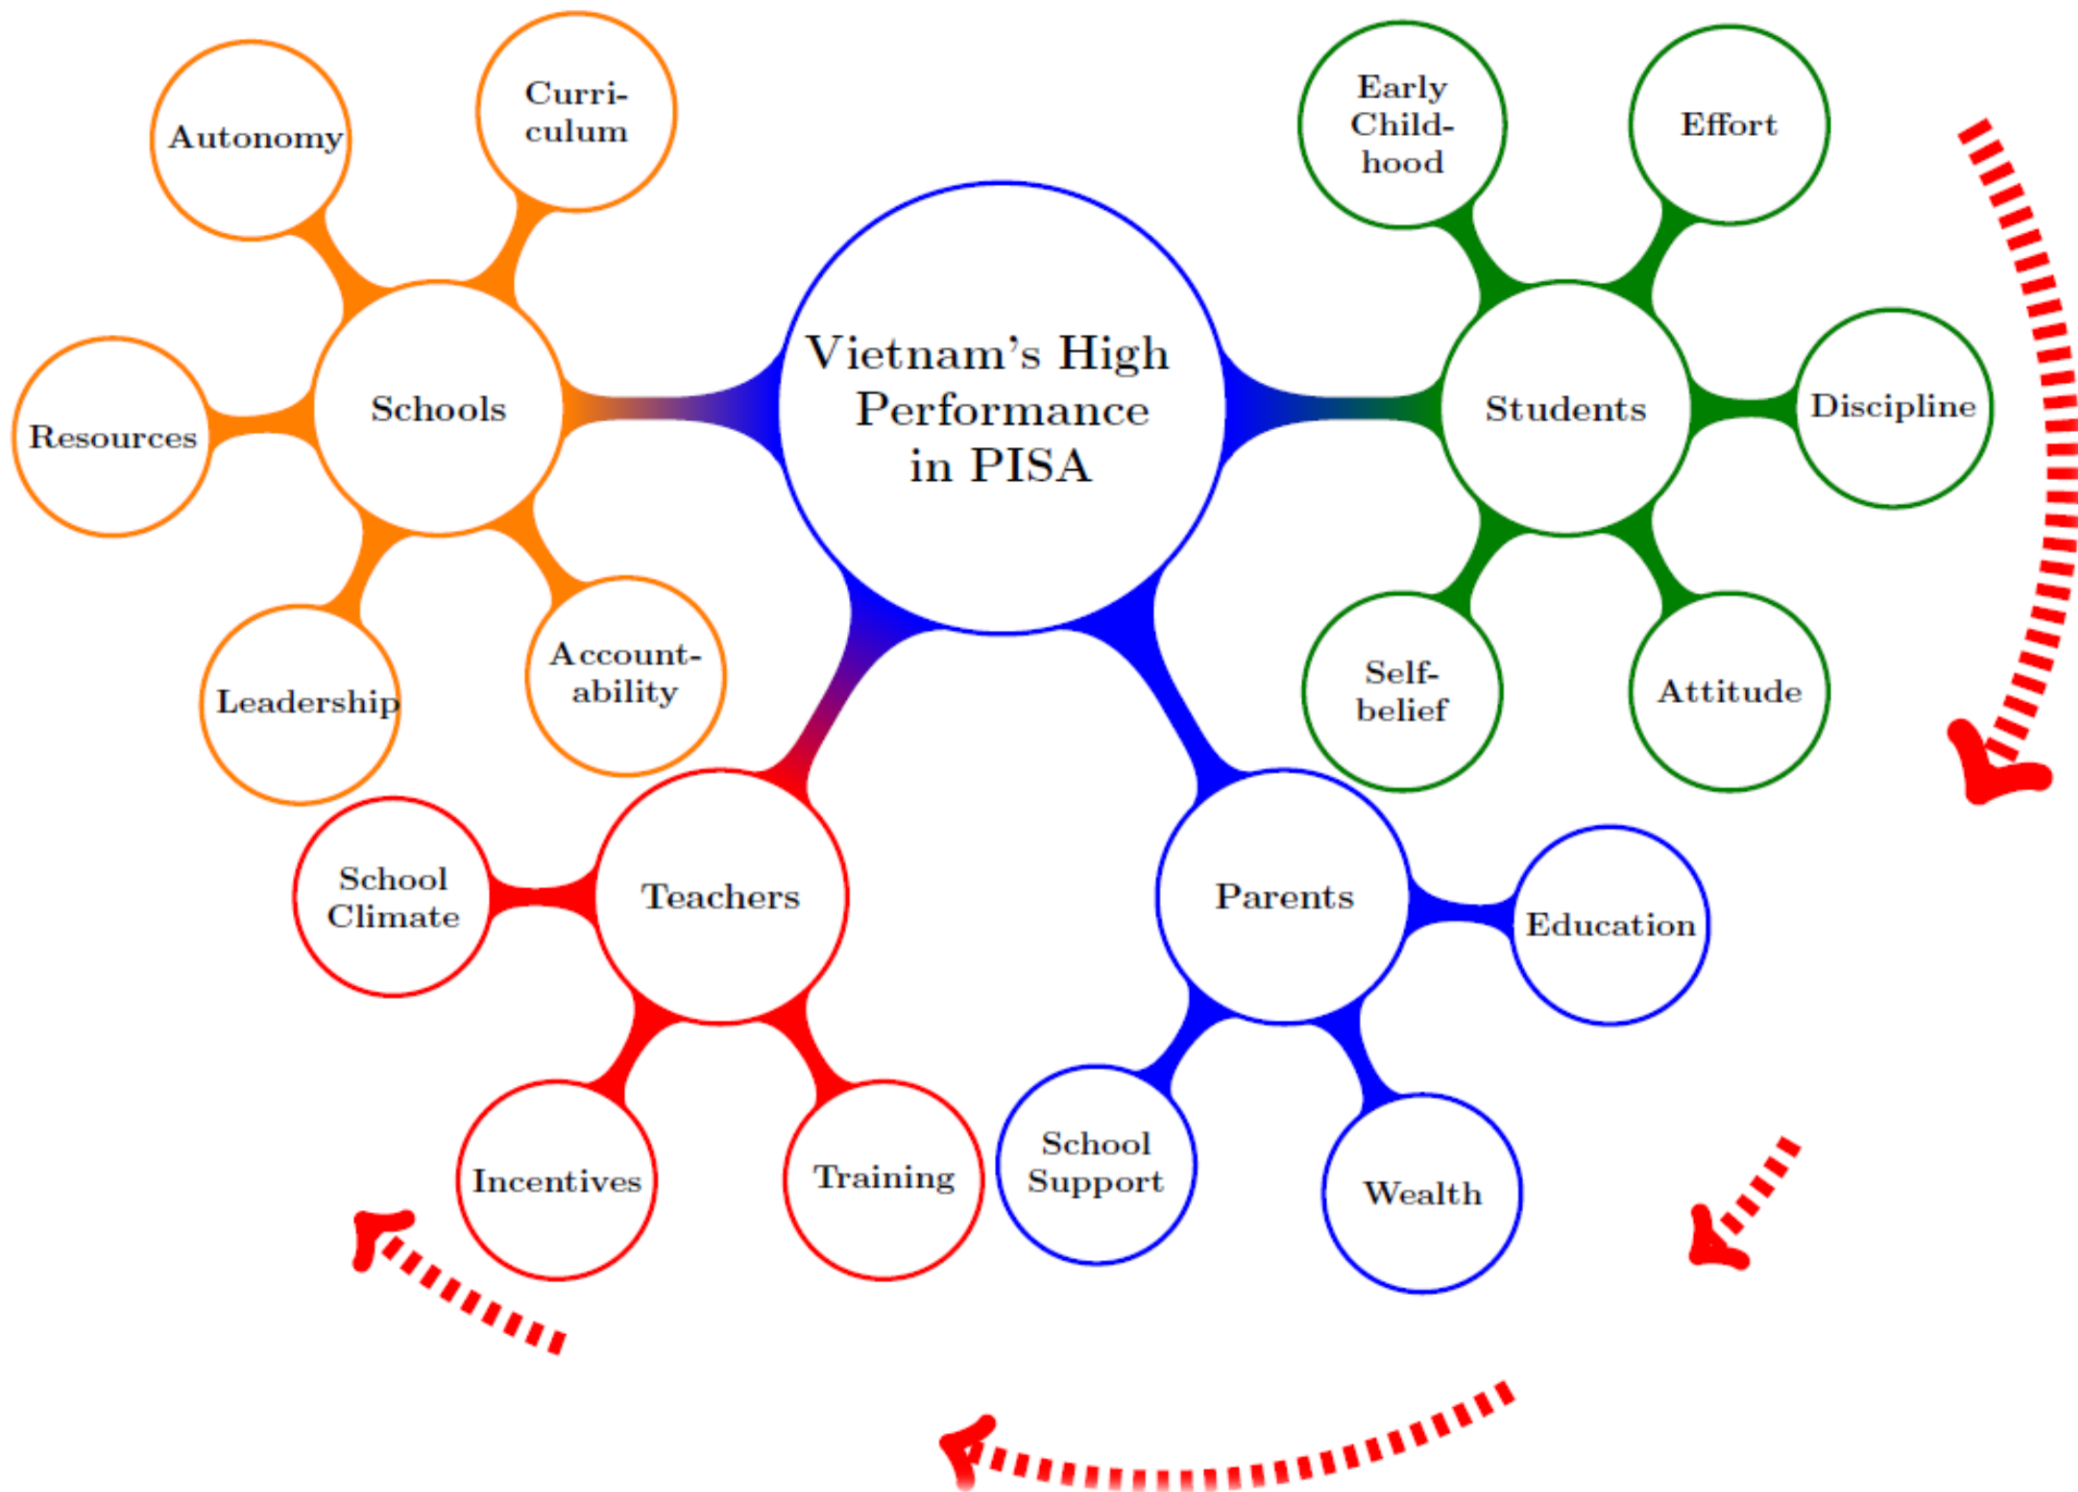 Vietnam's High
Performance
in PISA
Schools
Curri-
culum
Autonomy
Resources
Leadership
Account-
ability
Students
Early
Child-
hood
Effort
Discipline
Attitude
Self-
belief
Teachers
School
Climate
Incentives
Training
Parents
Education
Wealth
School
Support